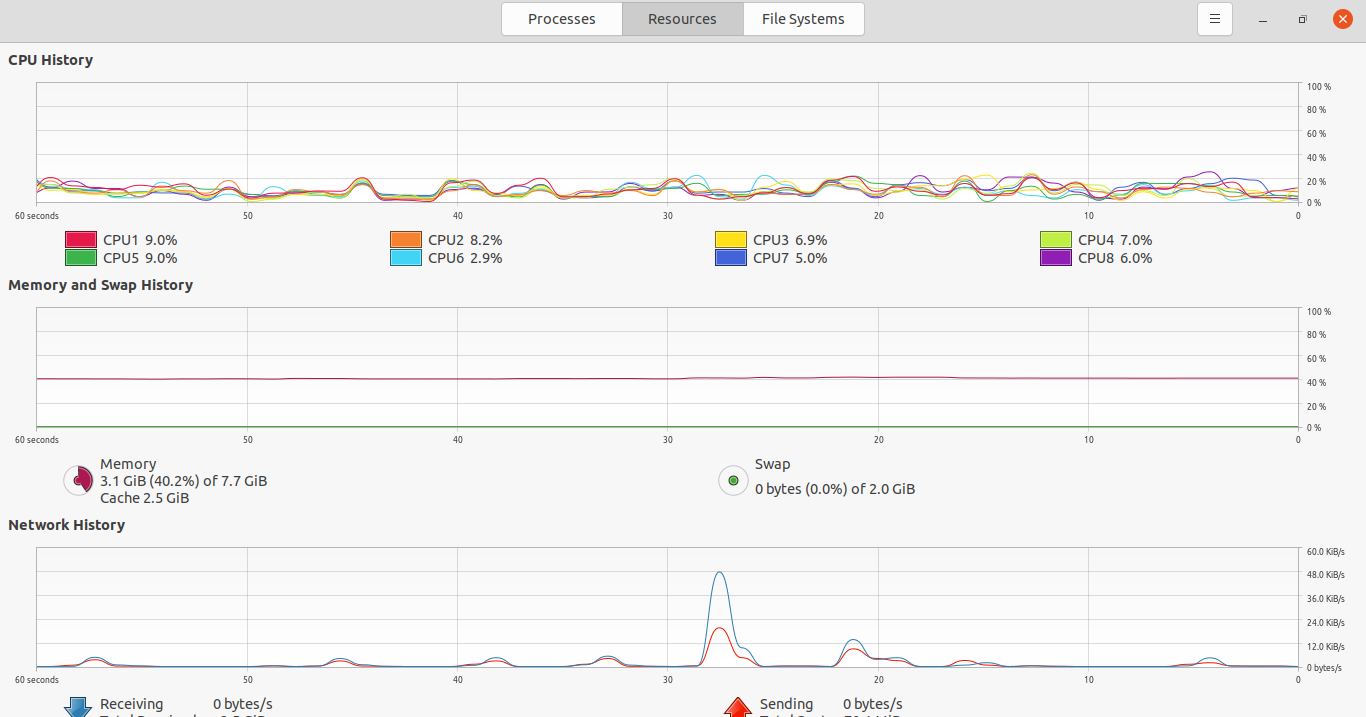 Processes Resources File Systems
CPU History
100 %
80 %
60 %
40 %
20 %
0 %
60 seconds 50 40 30 20 10 0
CPU1 9.0% CPU2 8.2% CPU3 6.9% CPU4 7.0%
CPU5 9.0% CPU6 2.9% CPU7 5.0% CPU8 6.0%
Memory and Swap History
100 %
80 %
60 %
40 %
20 %
0 %
60 seconds 50 40 30 20 10 0
Memory
3.1 GiB (40.2%) of 7.7 GiB
Cache 2.5 GiB
Swap
0 bytes (0.0%) of 2.0 GiB
Network History
60.0 KiB/s
48.0 KiB/s
36.0 KiB/s
24.0 KiB/s
12.0 KiB/s
0 bytes/s
60 seconds 50 40 30 20 10 0
Receiving 0 bytes/s
Sending 0 bytes/s